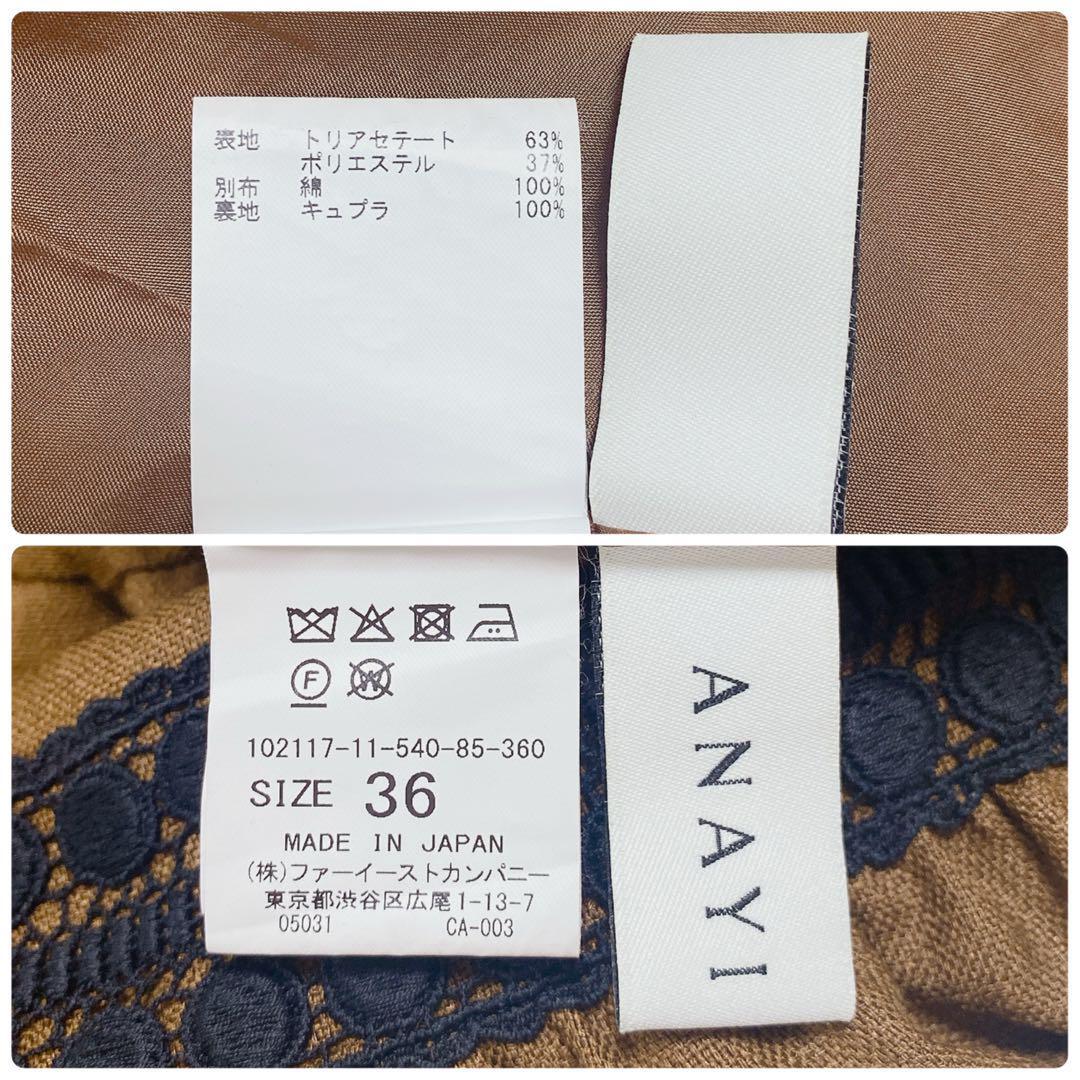 表地 トリアセテート 63%
ポリエステル 37%
別布 綿 100%
裏地 キュプラ 100%
F
W
102117-11-540-85-360
SIZE 36
MADE IN JAPAN
(株)ファーイーストカンパニー
東京都渋谷区広尾1-13-7
05031 CA-003
ANAYI